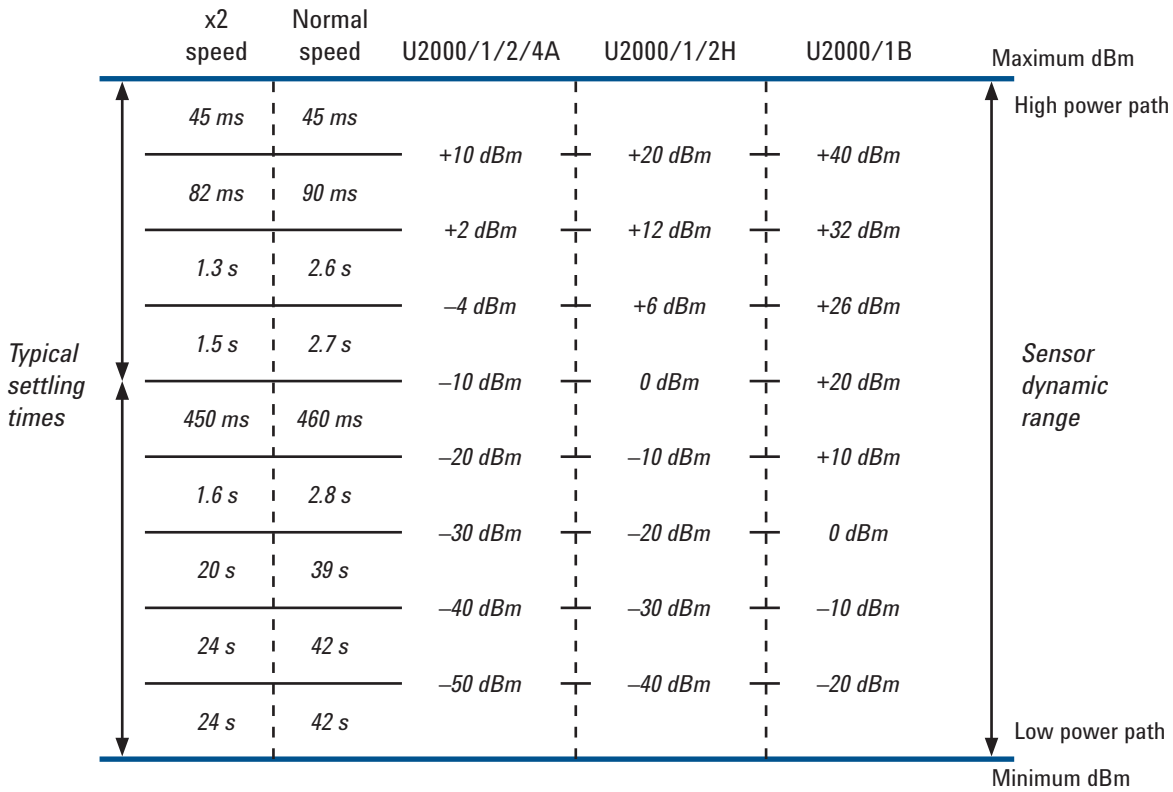 x2 speed
Normal speed
U2000/1/2/4A
U2000/1/2H
U2000/1B
Maximum dBm
High power path
45 ms 45 ms
+10 dBm +20 dBm +40 dBm
82 ms 90 ms
+2 dBm +12 dBm +32 dBm
1.3 s 2.6 s
–4 dBm +6 dBm +26 dBm
1.5 s 2.7 s
Typical
settling
times
–10 dBm 0 dBm +20 dBm
Sensor
dynamic
range
450 ms 460 ms
–20 dBm –10 dBm +10 dBm
1.6 s 2.8 s
–30 dBm –20 dBm 0 dBm
20 s 39 s
–40 dBm –30 dBm –10 dBm
24 s 42 s
–50 dBm –40 dBm –20 dBm
24 s 42 s
Low power path
Minimum dBm